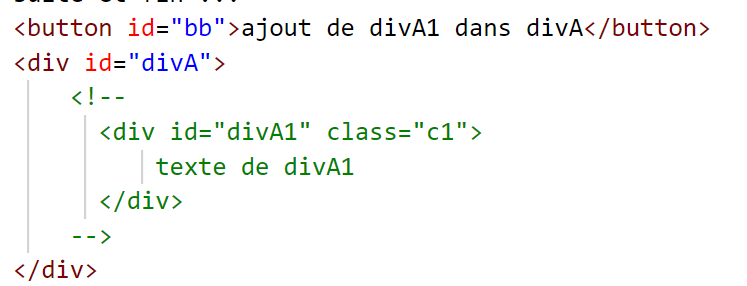 <button id="bb">ajout de divA1 dans divA</button>
<div id="divA">
<!--
<div id="divA1" class="c1">
texte de divA1
</div>
-->
</div>